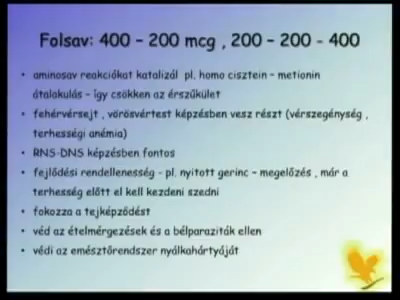 Folsav: 400 – 200 mcg , 200 – 200 - 400
• aminosav reakciókat katalizál pl. homo cisztein – metionin
átalakulás – így csökken az érszűkület
• fehérvérsejt , vörösvértest képzésben vesz részt (vérszegénység ,
terhességi anémia)
• RNS-DNS képzésben fontos
• fejlődési rendellenesség - pl. nyitott gerinc – megelőzés , már a
terhesség előtt el kell kezdeni szedni
• fokozza a tejképződést
• véd az ételmérgezések és a bélparaziták ellen
• védi az emésztőrendszer nyálkahártyáját